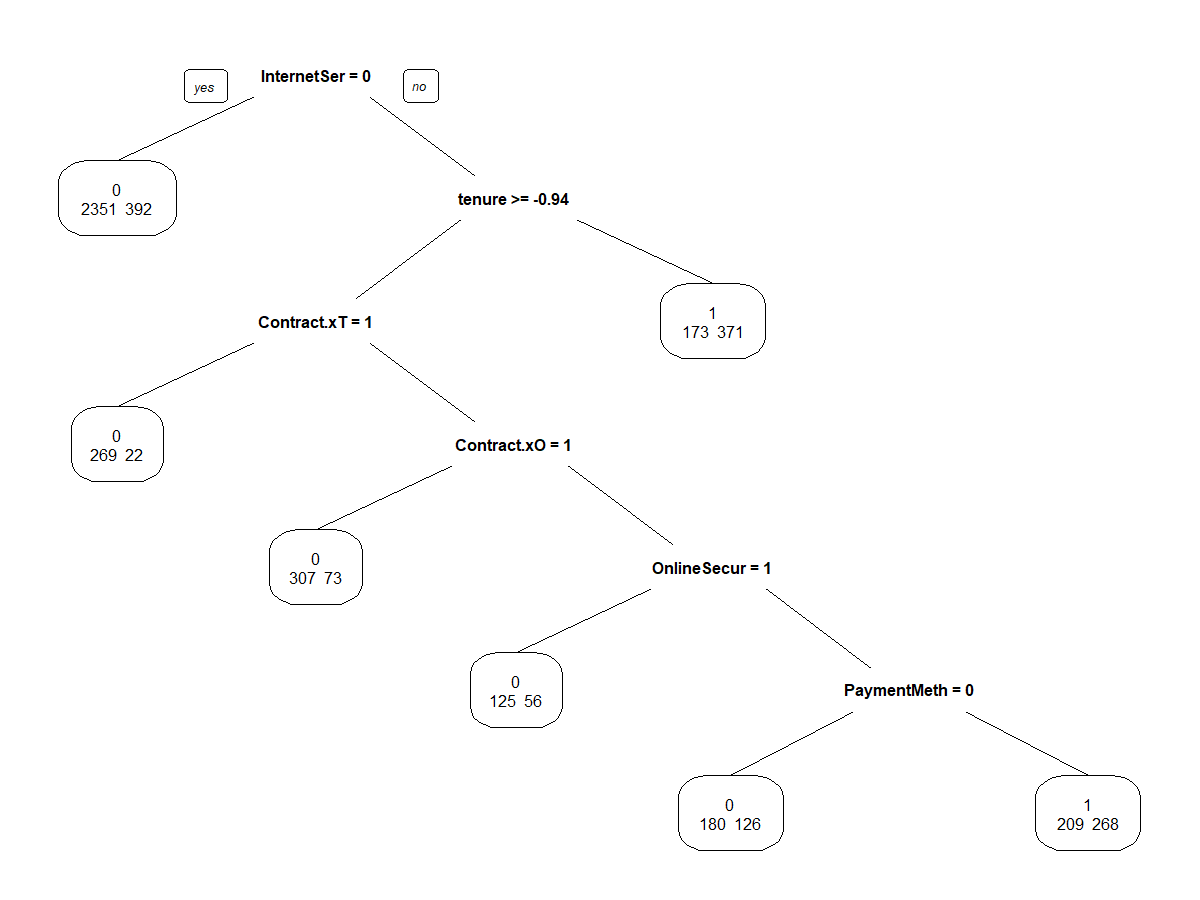 InternetSer = 0
yes
no
0
2351 392
tenure >= -0.94
1
173 371
Contract.xT = 1
0
269 22
Contract.xO = 1
0
307 73
OnlineSecur = 1
0
125 56
PaymentMeth = 0
0
180 126
1
209 268